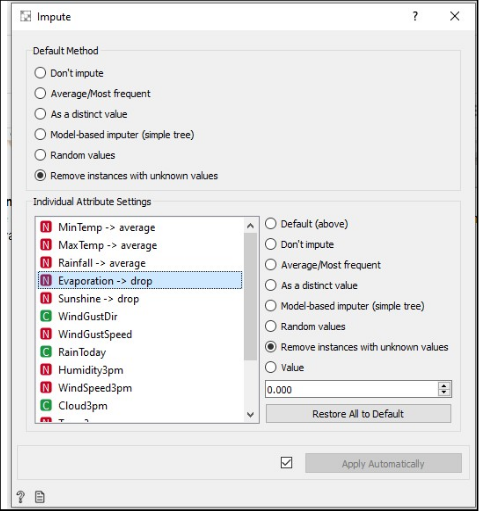 Impute
? ×
Default Method
Don't impute
Average/Most frequent
As a distinct value
Model-based imputer (simple tree)
Random values
Remove instances with unknown values
Individual Attribute Settings
N MinTemp -> average
N MaxTemp -> average
N Rainfall -> average
N Evaporation -> drop
N Sunshine -> drop
C WindGustDir
N WindGustSpeed
C RainToday
N Humidity3pm
N WindSpeed3pm
C Cloud3pm
N
Default (above)
Don't impute
Average/Most frequent
As a distinct value
Model-based imputer (simple tree)
Random values
Remove instances with unknown values
Value
0.000
Restore All to Default
Apply Automatically
?